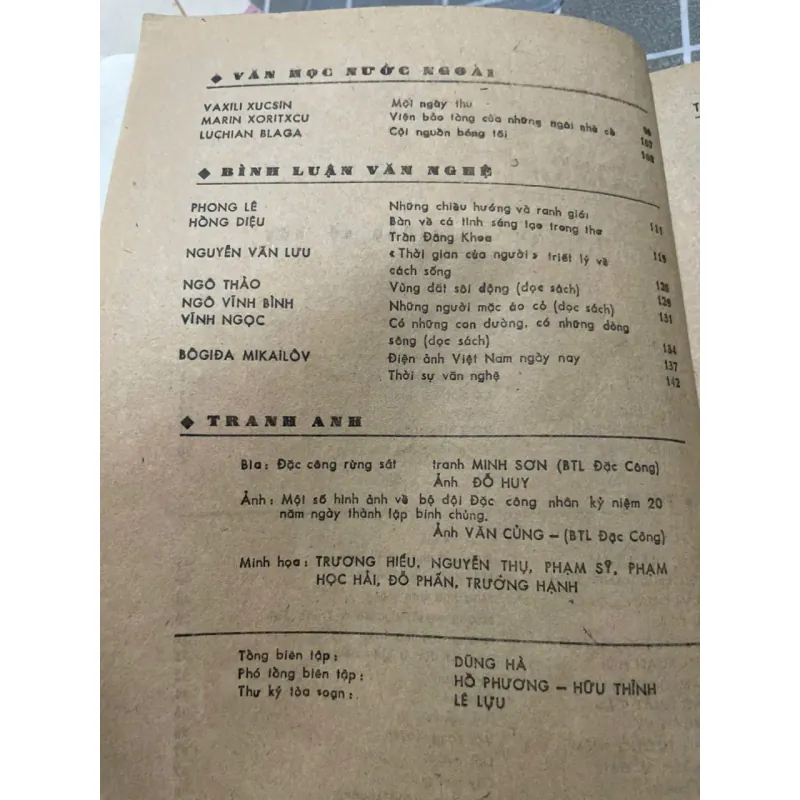 ◆ VĂN HỌC NƯỚC NGOÀI
VAXILI XUCSIN Một ngày thu
MARIN XORITXCU Viện bảo tàng của những ngôi nhà cổ 96
LUCHIAN BLAGA Cội nguồn bóng tối 107
108
◆ BÌNH LUẬN VĂN NGHỆ
PHONG LÊ Những chiều hướng và ranh giới
HỒNG DIỆU Bàn về cá tính sáng tạo trong thơ 111
Trần Đăng Khoa
NGUYỄN VĂN LƯU «Thời gian của người» triết lý về 119
cách sống
NGÔ THẢO Vùng đất sôi động (đọc sách) 128
NGÔ VĨNH BÌNH Những người mặc áo cỏ (đọc sách) 129
VĨNH NGỌC Có những con đường, có những dòng 131
sông (đọc sách)
BÔGIĐA MIKAILÔV Điện ảnh Việt Nam ngày nay 134
Thời sự văn nghệ 137
142
◆ TRANH ANH
Bìa: Đặc công rừng sát tranh MINH SƠN (BTL Đặc Công)
Ảnh ĐỖ HUY
Ảnh: Một số hình ảnh về bộ đội Đặc công nhân kỷ niệm 20
năm ngày thành lập binh chủng.
Ảnh VĂN CỦNG – (BTL Đặc Công)
Minh họa: TRƯƠNG HIẾU, NGUYỄN THỤ, PHẠM SỸ, PHẠM
HỌC HẢI, ĐỖ PHẤN, TRƯỜNG HẠNH
Tổng biên tập: DŨNG HÀ
Phó tổng biên tập: HỒ PHƯƠNG – HỮU THỈNH
Thư ký tòa soạn: LÊ LỰU
T